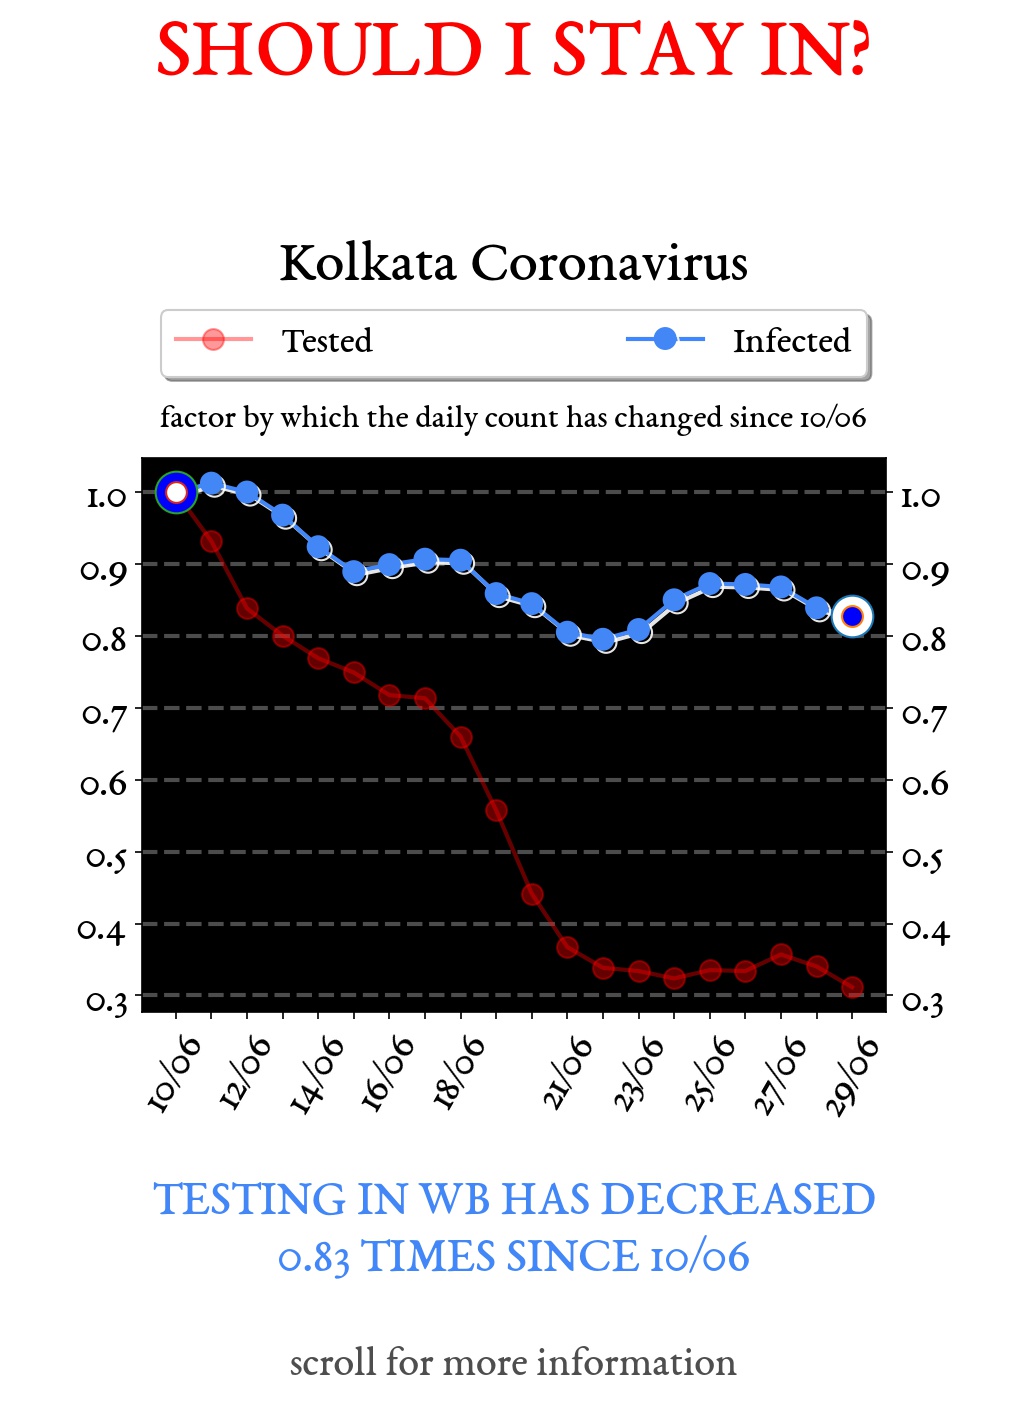 SHOULD I STAY IN?
Kolkata Coronavirus
Tested Infected
factor by which the daily count has changed since 10/06
1.0 1.0
0.9 0.9
0.8 0.8
0.7 0.7
0.6 0.6
0.5 0.5
0.4 0.4
0.3 0.3
10/06 12/06 14/06 16/06 18/06 21/06 23/06 25/06 27/06 29/06
TESTING IN WB HAS DECREASED
0.83 TIMES SINCE 10/06
scroll for more information